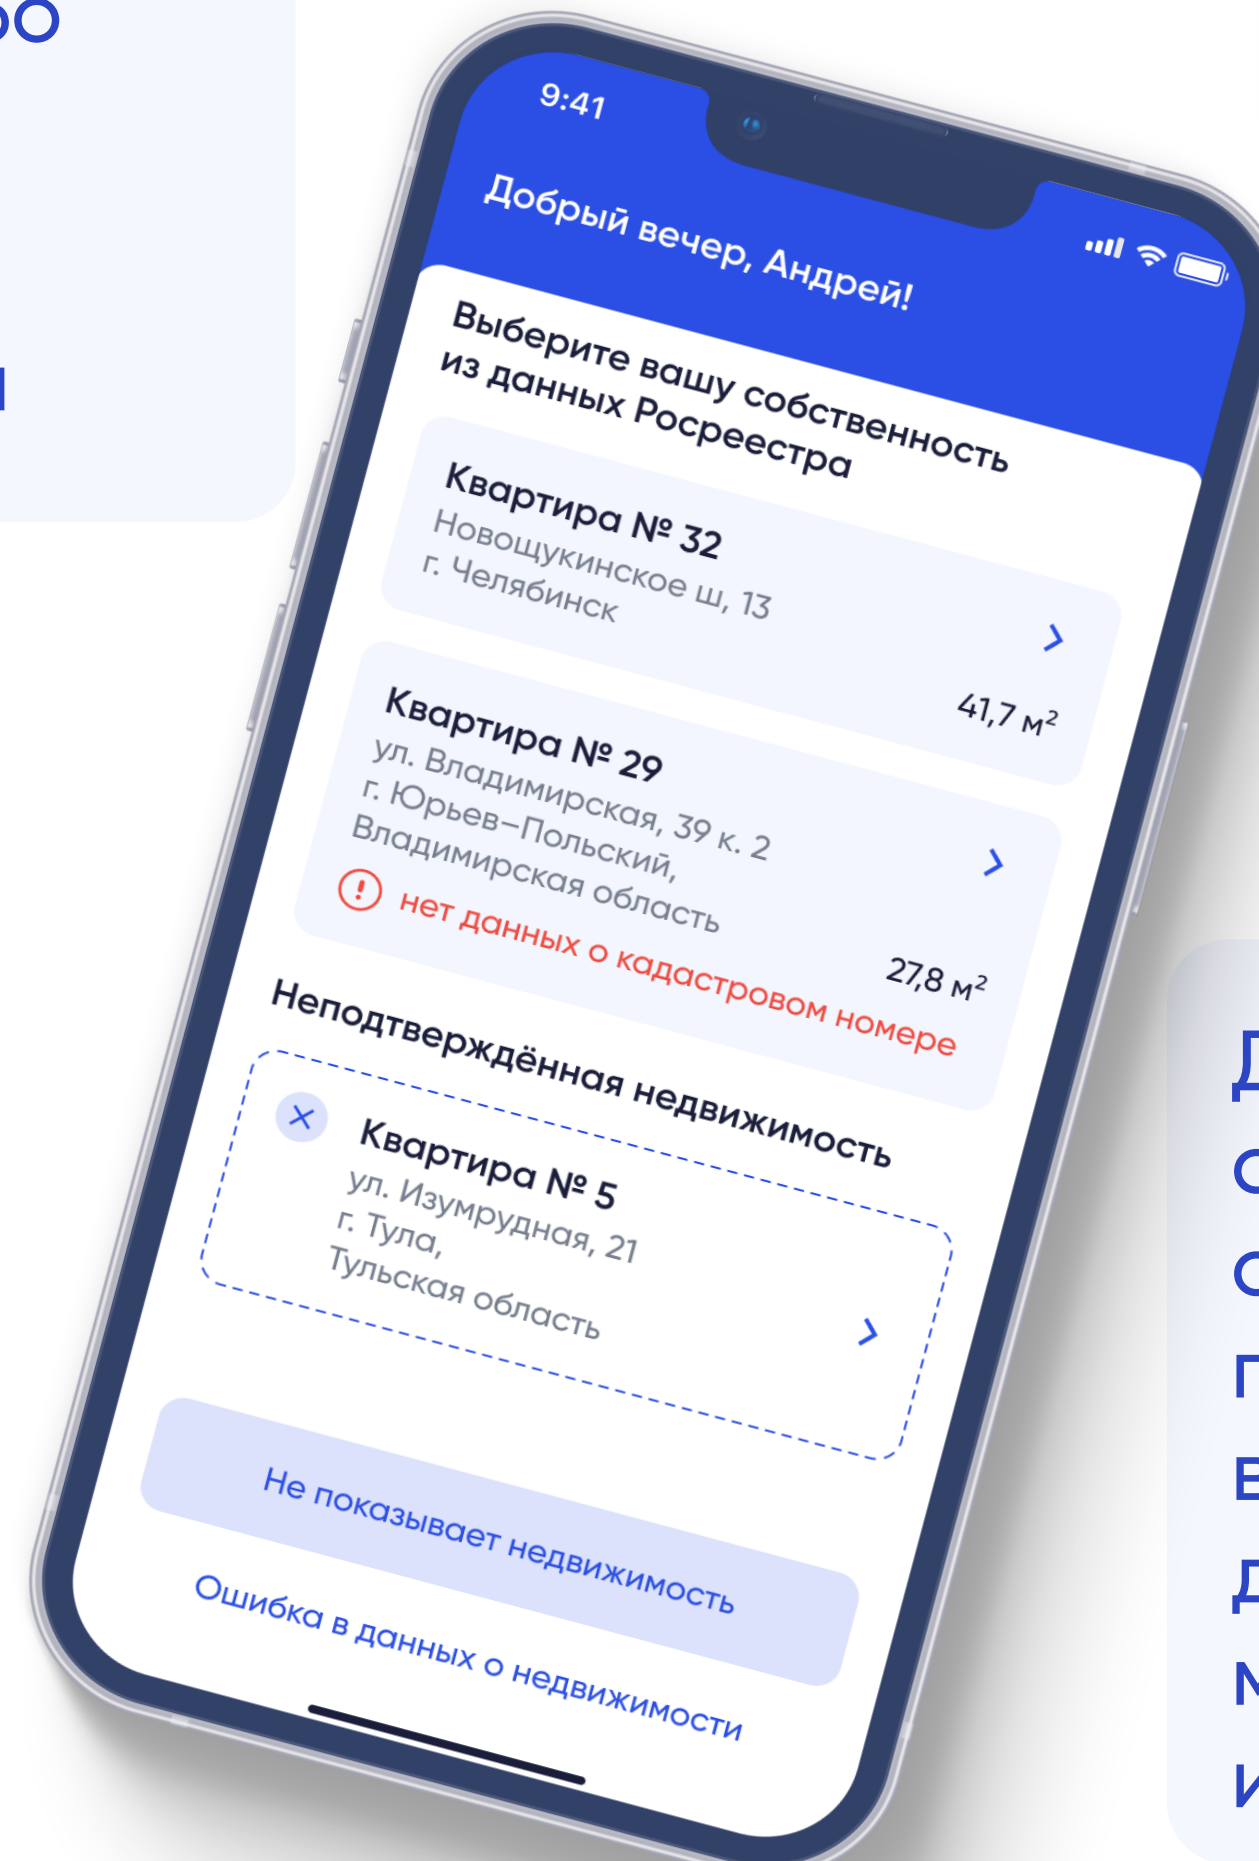 9:41
Добрый вечер, Андрей!
Выберите вашу собственность
из данных Росреестра
Квартира № 32
Новощукинское ш, 13
г. Челябинск
41,7 м²
Квартира № 29
ул. Владимирская, 39 к. 2
г. Юрьев–Польский,
Владимирская область
27,8 м²
нет данных о кадастровом номере
Неподтверждённая недвижимость
Квартира № 5
ул. Изумрудная, 21
г. Тула,
Тульская область
Не показывает недвижимость
Ошибка в данных о недвижимости